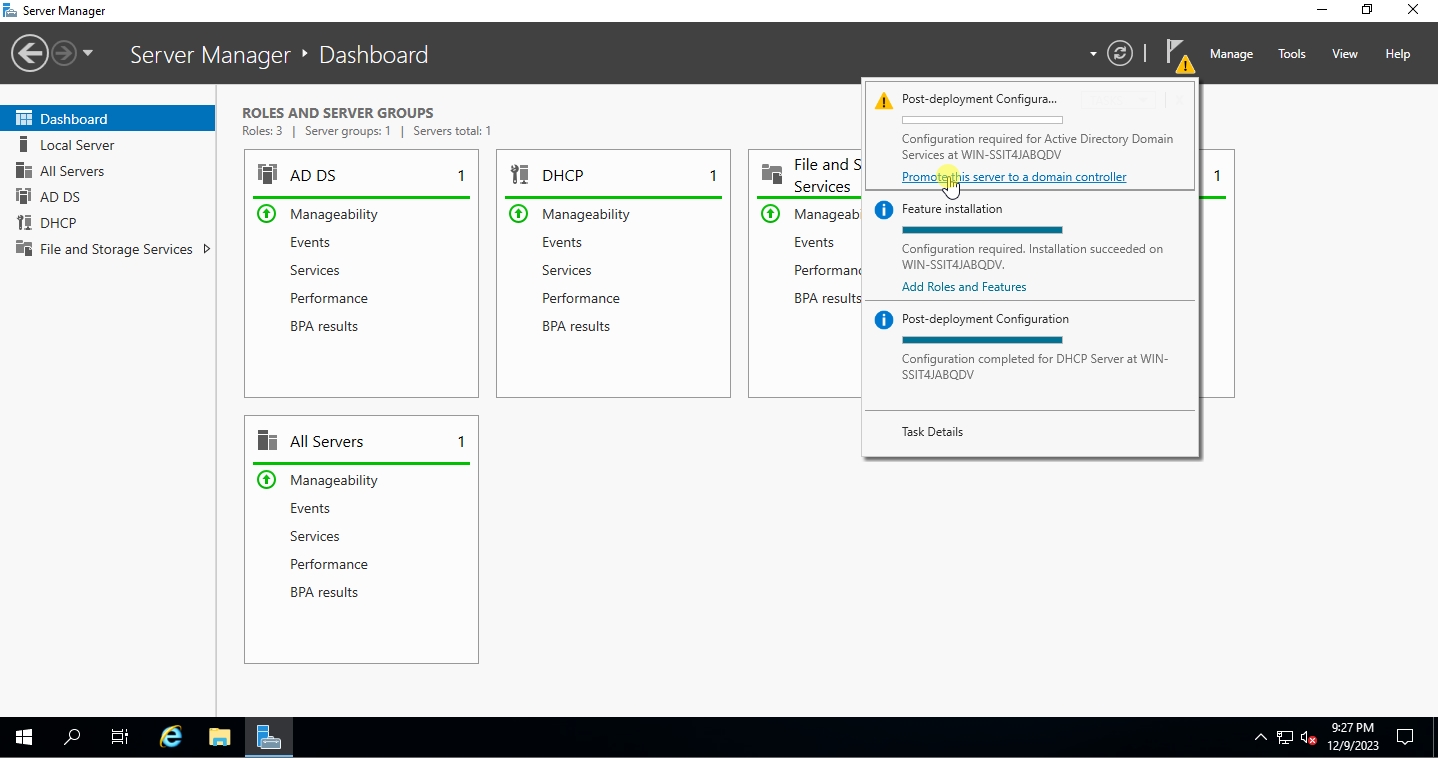 Server Manager
Server Manager ‣ Dashboard
Manage Tools View Help
Dashboard
Local Server
All Servers
AD DS
DHCP
File and Storage Services
ROLES AND SERVER GROUPS
Roles: 3 | Server groups: 1 | Servers total: 1
AD DS 1
Manageability
Events
Services
Performance
BPA results
DHCP 1
Manageability
Events
Services
Performance
BPA results
File and S
Services
Manageabi
Events
Performanc
BPA results
1
All Servers 1
Manageability
Events
Services
Performance
BPA results
Post-deployment Configura...
Configuration required for Active Directory Domain
Services at WIN-SSIT4JABQDV
Promote this server to a domain controller
Feature installation
Configuration required. Installation succeeded on
WIN-SSIT4JABQDV.
Add Roles and Features
Post-deployment Configuration
Configuration completed for DHCP Server at WIN-
SSIT4JABQDV
Task Details
9:27 PM
12/9/2023